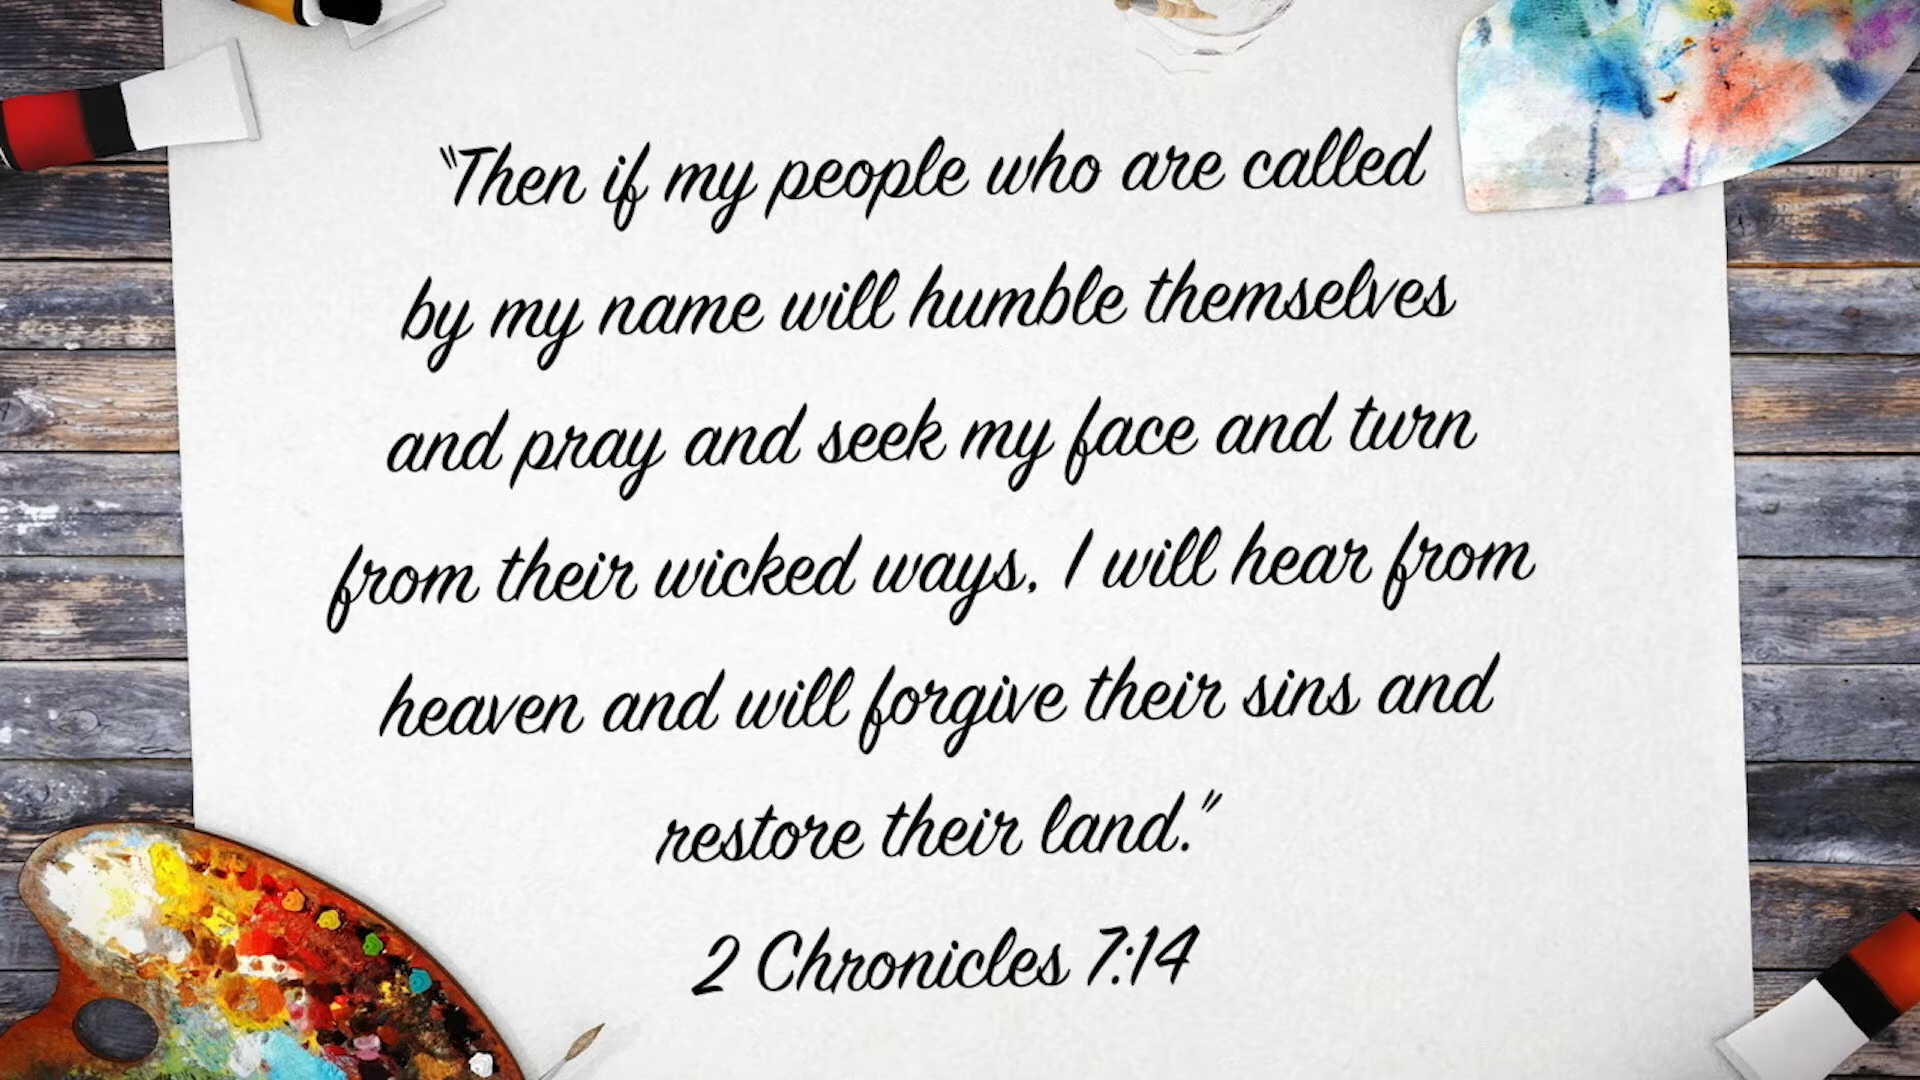 "Then if my people who are called
by my name will humble themselves
and pray and seek my face and turn
from their wicked ways, I will hear from
heaven and will forgive their sins and
restore their land."
2 Chronicles 7:14